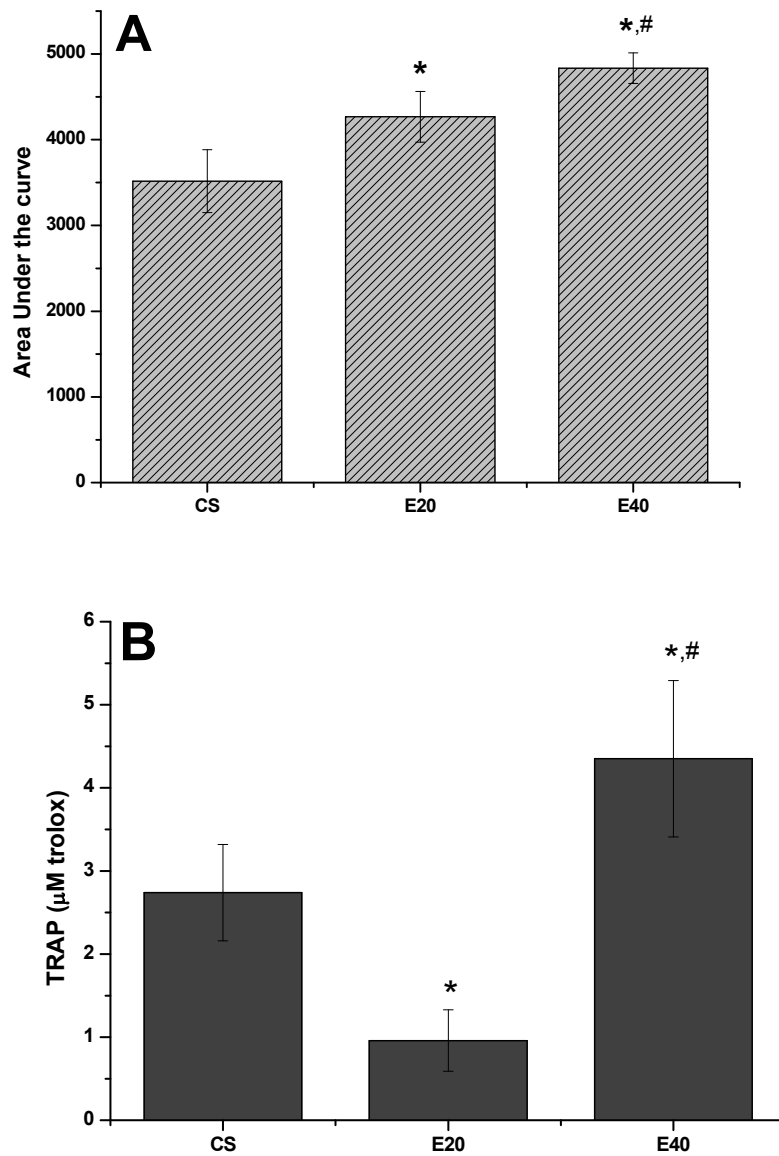 A
*
*,#
5000
4000
3000
2000
1000
0
Area Under the curve
CS E20 E40
B
*,#
*
6
5
4
3
2
1
0
TRAP (μM trolox)
CS E20 E40